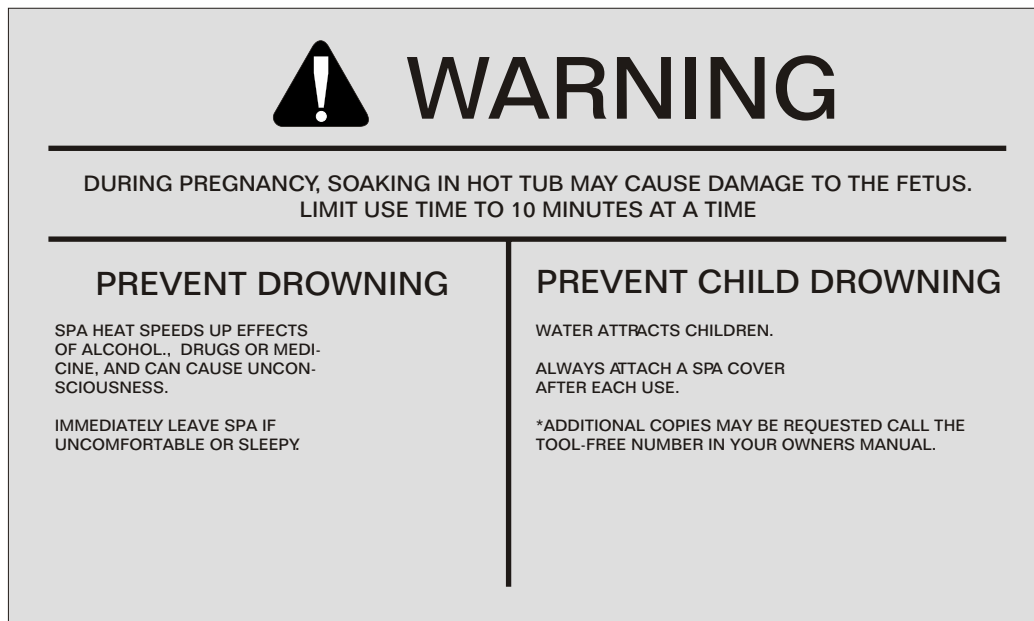 WARNING
DURING PREGNANCY, SOAKING IN HOT TUB MAY CAUSE DAMAGE TO THE FETUS.
LIMIT USE TIME TO 10 MINUTES AT A TIME
PREVENT DROWNING
SPA HEAT SPEEDS UP EFFECTS
OF ALCOHOL., DRUGS OR MEDI-
CINE, AND CAN CAUSE UNCON-
SCIOUSNESS.
IMMEDIATELY LEAVE SPA IF
UNCOMFORTABLE OR SLEEPY.
PREVENT CHILD DROWNING
WATER ATTRACTS CHILDREN.
ALWAYS ATTACH A SPA COVER
AFTER EACH USE.
*ADDITIONAL COPIES MAY BE REQUESTED CALL THE
TOOL-FREE NUMBER IN YOUR OWNERS MANUAL.